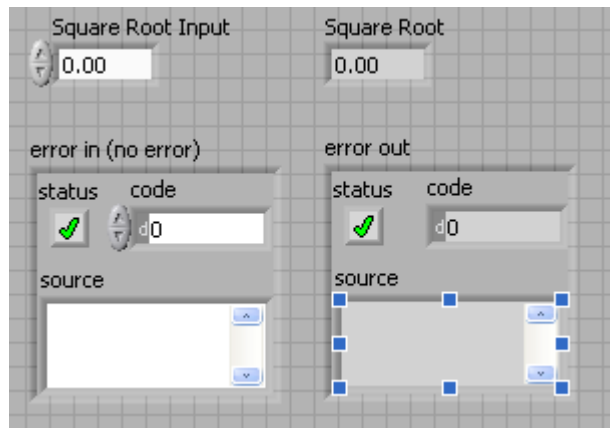 Square Root Input
Square Root
0.00
0.00
error in (no error)
error out
status
code
status
code
d0
d0
source
source